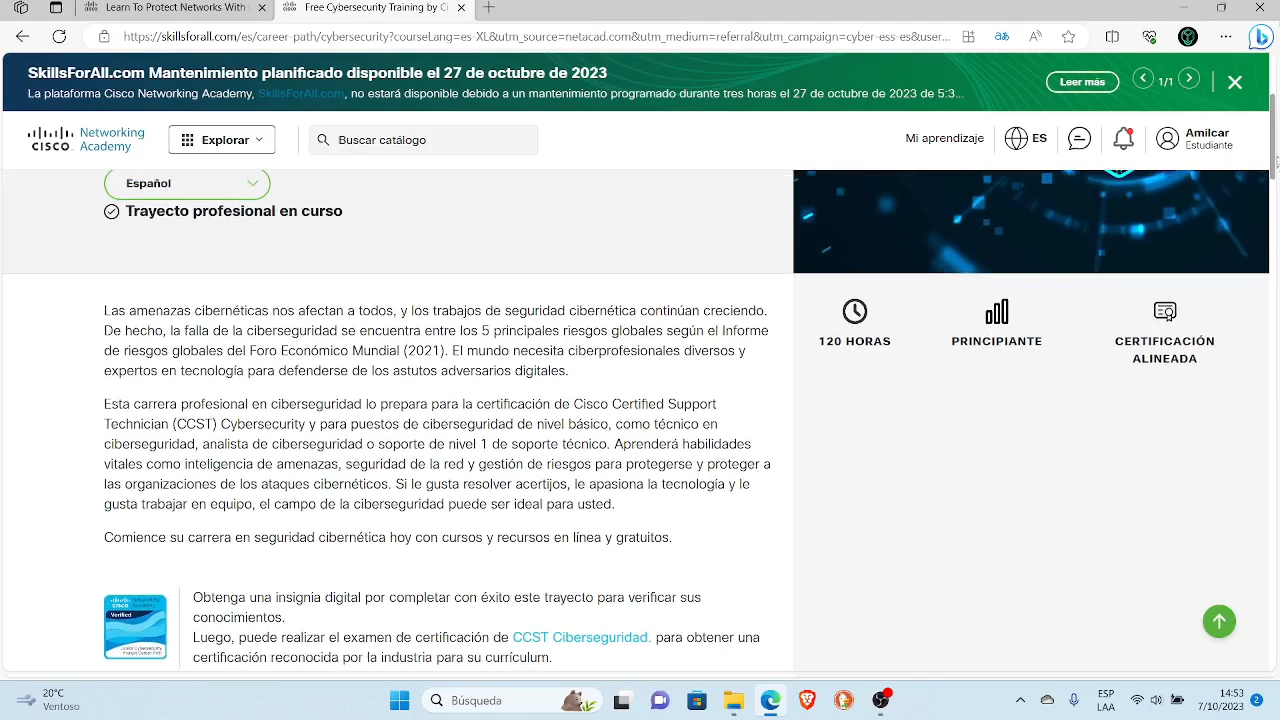 Learn To Protect Networks With
Free Cybersecurity Training by Ci
https://skillsforall.com/es/career-path/cybersecurity?courseLang=es-XL&utm_source=netacad.com&utm_medium=referral&utm_campaign=cyber-ess-es&user...
SkillsForAll.com Mantenimiento planificado disponible el 27 de octubre de 2023
La plataforma Cisco Networking Academy, SkillsForAll.com, no estará disponible debido a un mantenimiento programado durante tres horas el 27 de octubre de 2023 de 5:3...
Leer más
1/1
CISCO Networking Academy
Explorar
Buscar catálogo
Mi aprendizaje
ES
Amilcar
Estudiante
Español
Trayecto profesional en curso
Las amenazas cibernéticas nos afectan a todos, y los trabajos de seguridad cibernética continúan creciendo.
De hecho, la falla de la ciberseguridad se encuentra entre los 5 principales riesgos globales según el Informe
de riesgos globales del Foro Económico Mundial (2021). El mundo necesita ciberprofesionales diversos y
expertos en tecnología para defenderse de los astutos adversarios digitales.
Esta carrera profesional en ciberseguridad lo prepara para la certificación de Cisco Certified Support
Technician (CCST) Cybersecurity y para puestos de ciberseguridad de nivel básico, como técnico en
ciberseguridad, analista de ciberseguridad o soporte de nivel 1 de soporte técnico. Aprenderá habilidades
vitales como inteligencia de amenazas, seguridad de la red y gestión de riesgos para protegerse y proteger a
las organizaciones de los ataques cibernéticos. Si le gusta resolver acertijos, le apasiona la tecnología y le
gusta trabajar en equipo, el campo de la ciberseguridad puede ser ideal para usted.
Comience su carrera en seguridad cibernética hoy con cursos y recursos en línea y gratuitos.
120 HORAS
PRINCIPIANTE
CERTIFICACIÓN
ALINEADA
Verified
Junior Cybersecurity
Analyst Career Path
Obtenga una insignia digital por completar con éxito este trayecto para verificar sus
conocimientos.
Luego, puede realizar el examen de certificación de CCST Ciberseguridad. para obtener una
certificación reconocida por la industria para su currículum.
20°C
Ventoso
Búsqueda
ESP
LAA
14:53
7/10/2023
2